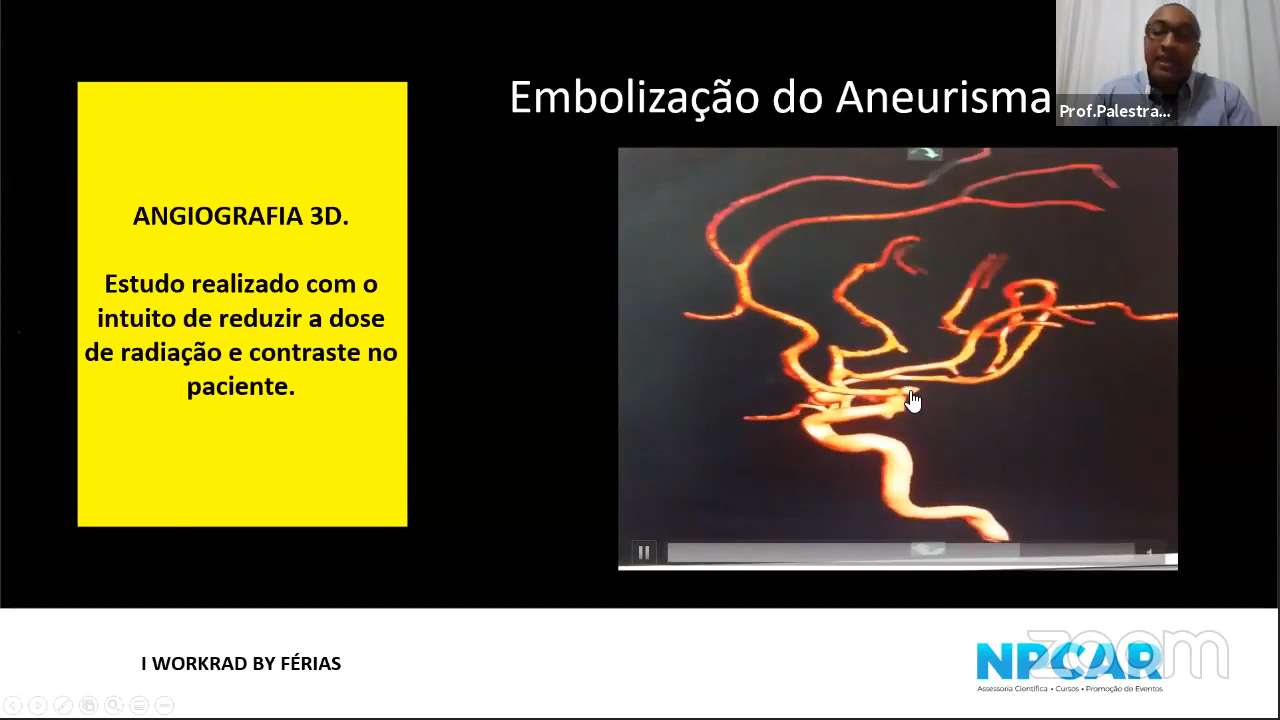 Embolização do Aneurisma
Prof.Palestra...
ANGIOGRAFIA 3D.
Estudo realizado com o
intuito de reduzir a dose
de radiação e contraste no
paciente.
I WORKRAD BY FÉRIAS
NPCAR
zoom
Assessoria Científica • Cursos • Promoção de Eventos